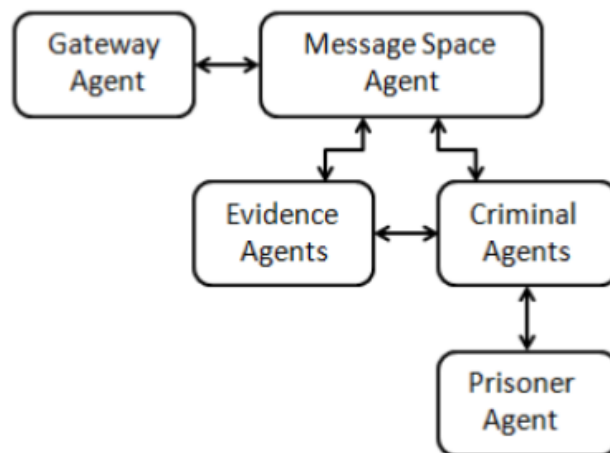 Gateway
Agent
Message Space
Agent
Evidence
Agents
Criminal
Agents
Prisoner
Agent